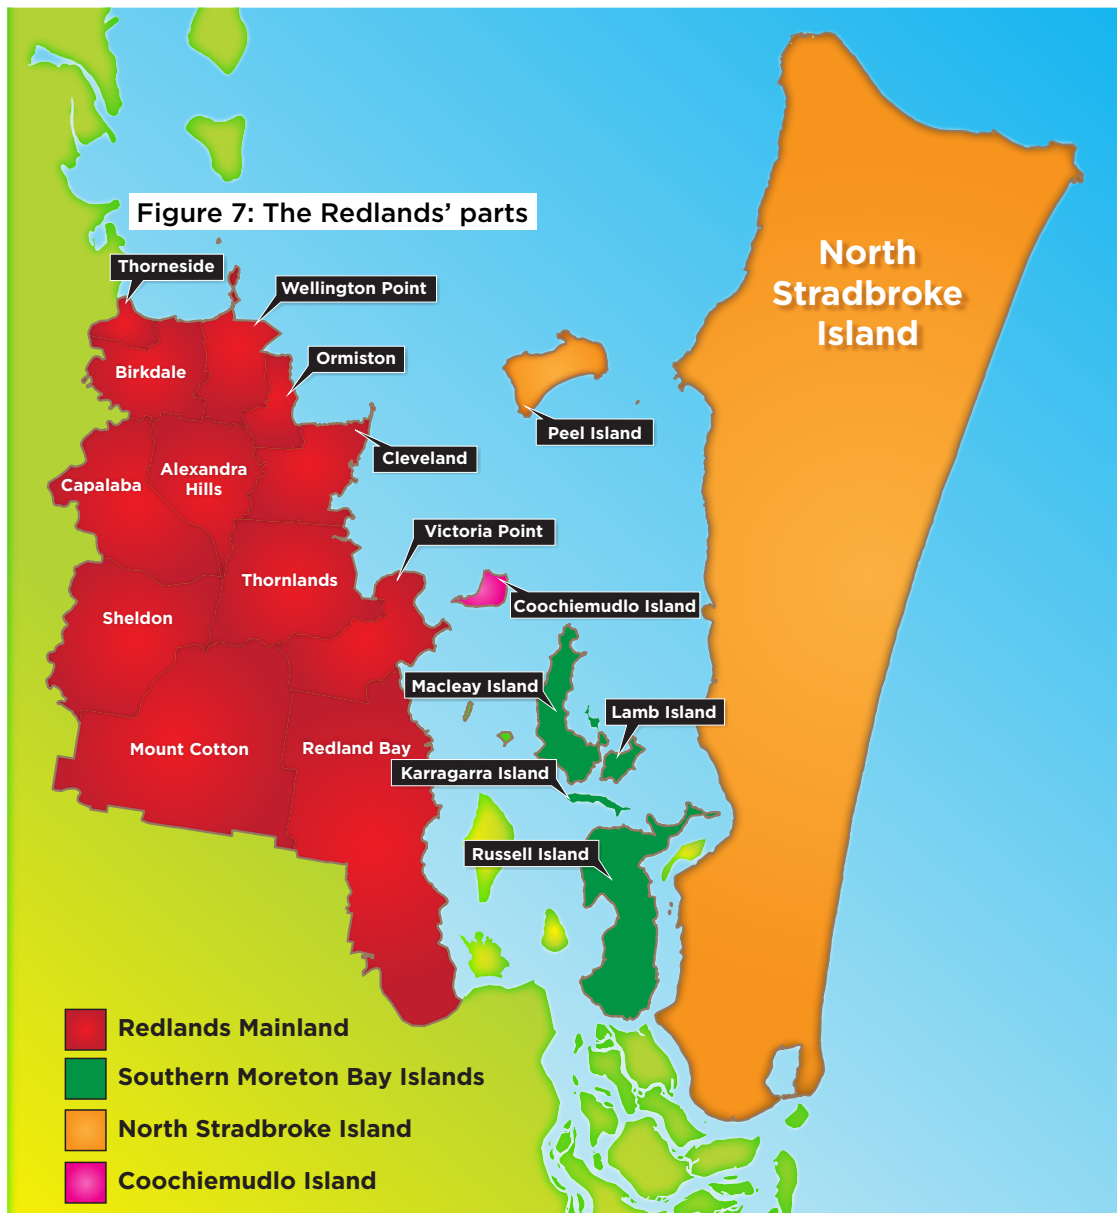 Figure 7: The Redlands’ parts
North
Stradbroke
Island
Thorneside
Wellington Point
Ormiston
Birkdale
Peel Island
Cleveland
Alexandra
Hills
Capalaba
Victoria Point
Thornlands
Coochiemudlo Island
Sheldon
Macleay Island
Lamb Island
Mount Cotton
Redland Bay
Karragarra Island
Russell Island
Redlands Mainland
Southern Moreton Bay Islands
North Stradbroke Island
Coochiemudlo Island